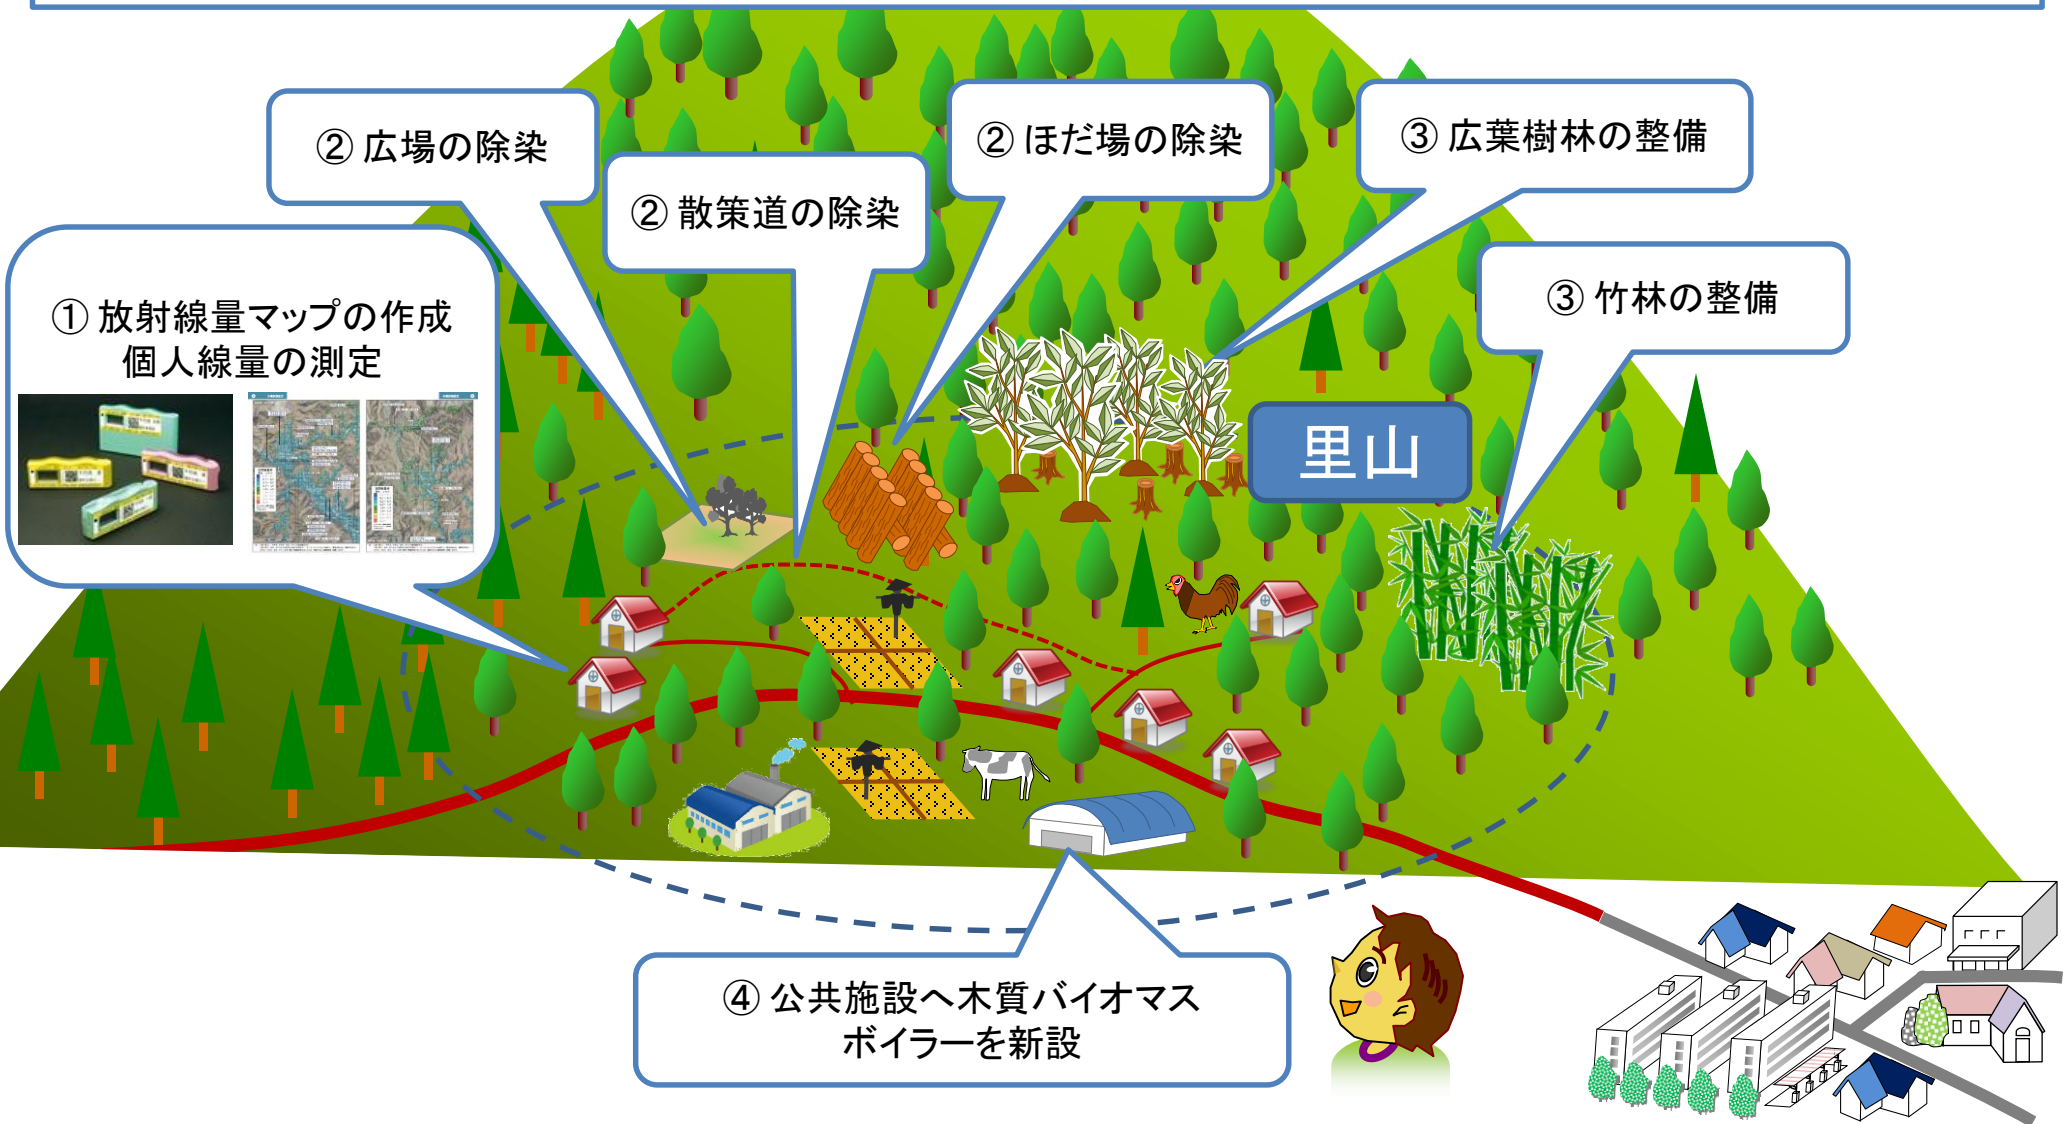 ② 広場の除染
② 散策道の除染
② ほだ場の除染
③ 広葉樹林の整備
① 放射線量マップの作成
個人線量の測定
③ 竹林の整備
里山
④ 公共施設へ木質バイオマス
ボイラーを新設